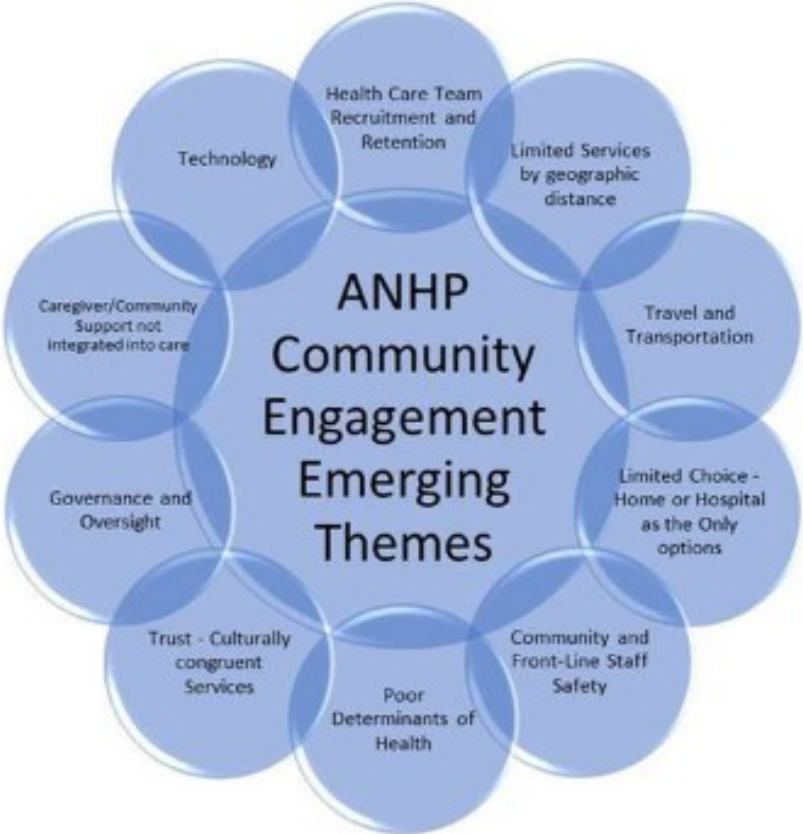 ANHP
Community
Engagement
Emerging
Themes
Health Care Team
Recruitment and
Retention
Limited Services
by geographic
distance
Travel and
Transportation
Limited Choice -
Home or Hospital
as the Only
options
Community and
Front-Line Staff
Safety
Poor
Determinants of
Health
Trust - Culturally
congruent
Services
Governance and
Oversight
Caregiver/Community
Support not
integrated into care
Technology